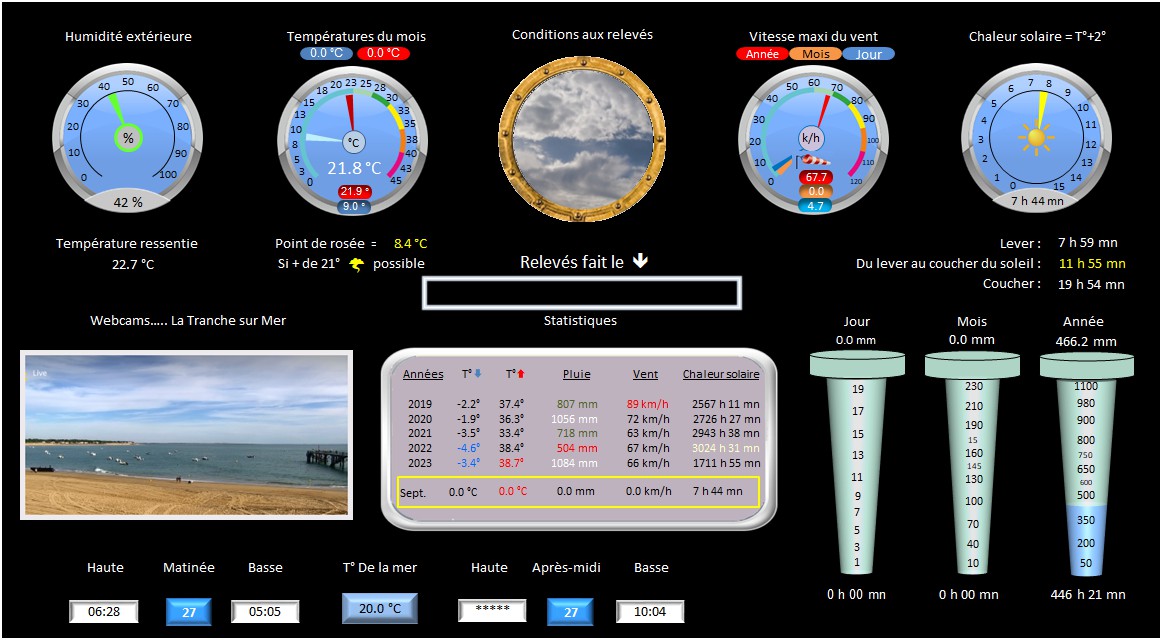 Humidité extérieure
0 10 20 30 40 50 60 70 80 90 100
%
42 %
Températures du mois
0.0 °C 0.0 °C
0 3 5 8 10 13 15 18 20 23 25 28 30 33 35 38 40 43 45
°C
21.8 °C
21.9 °
9.0 °
Conditions aux relevés
Vitesse maxi du vent
Année Mois Jour
0 10 20 30 40 50 60 70 80 90 100 110 120
k/h
67.7
0.0
4.7
Chaleur solaire = T°+2°
0 1 2 3 4 5 6 7 8 9 10 11 12 13 14 15
7 h 44 mn
Température ressentie
22.7 °C
Point de rosée = 8.4 °C
Si + de 21° possible
Relevés fait le
Lever : 7 h 59 mn
Du lever au coucher du soleil : 11 h 55 mn
Coucher : 19 h 54 mn
Webcams….. La Tranche sur Mer
Live
Statistiques
Années T° T° Pluie Vent Chaleur solaire
2019 -2.2° 37.4° 807 mm 89 km/h 2567 h 11 mn
2020 -1.9° 36.3° 1056 mm 72 km/h 2726 h 27 mn
2021 -3.5° 33.4° 718 mm 63 km/h 2943 h 38 mn
2022 -4.6° 38.4° 504 mm 67 km/h 3024 h 31 mn
2023 -3.4° 38.7° 1084 mm 66 km/h 1711 h 55 mn
Sept. 0.0 °C 0.0 °C 0.0 mm 0.0 km/h 7 h 44 mn
Jour
0.0 mm
19
17
15
13
11
9
7
5
3
1
0 h 00 mn
Mois
0.0 mm
230
210
190
15
160
145
130
100
70
40
10
0 h 00 mn
Année
466.2 mm
1100
980
900
800
750
650
600
500
350
200
50
446 h 21 mn
Haute Matinée Basse
06:28 27 05:05
T° De la mer
20.0 °C
Haute Après-midi Basse
***** 27 10:04